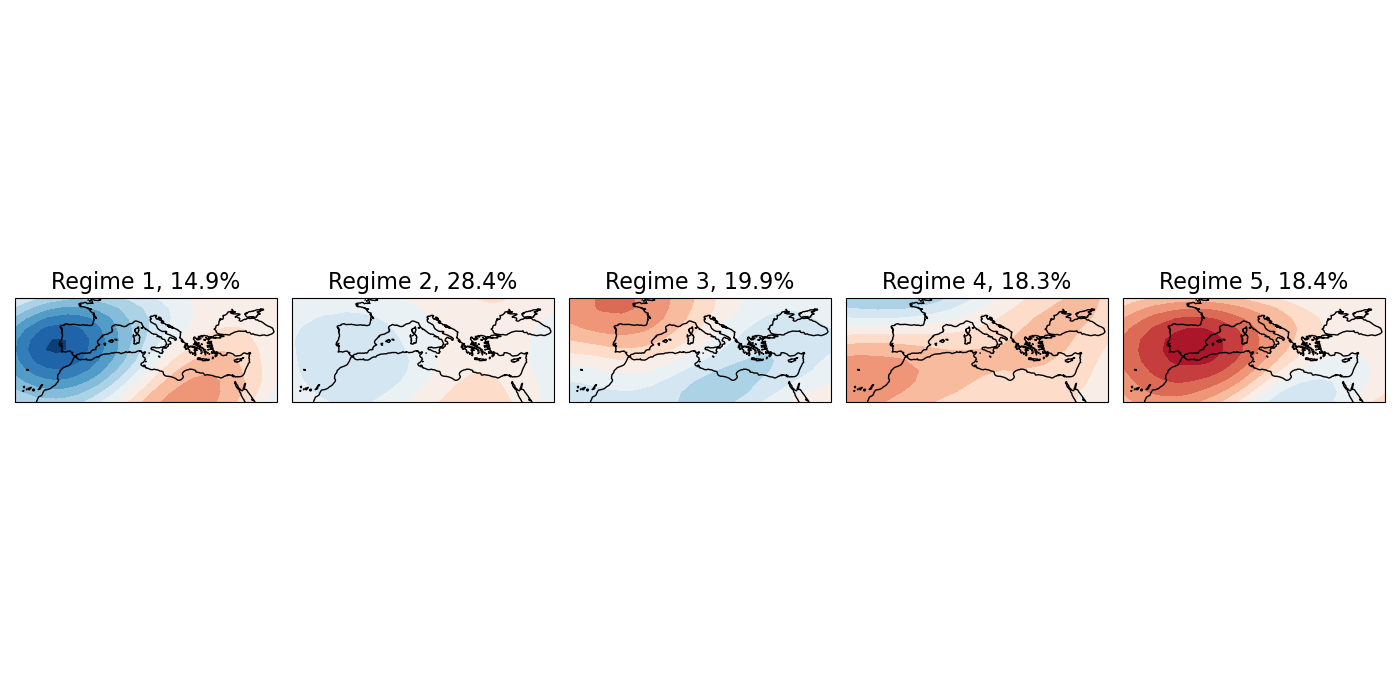 Regime 1, 14.9%
Regime 2, 28.4%
Regime 3, 19.9%
Regime 4, 18.3%
Regime 5, 18.4%